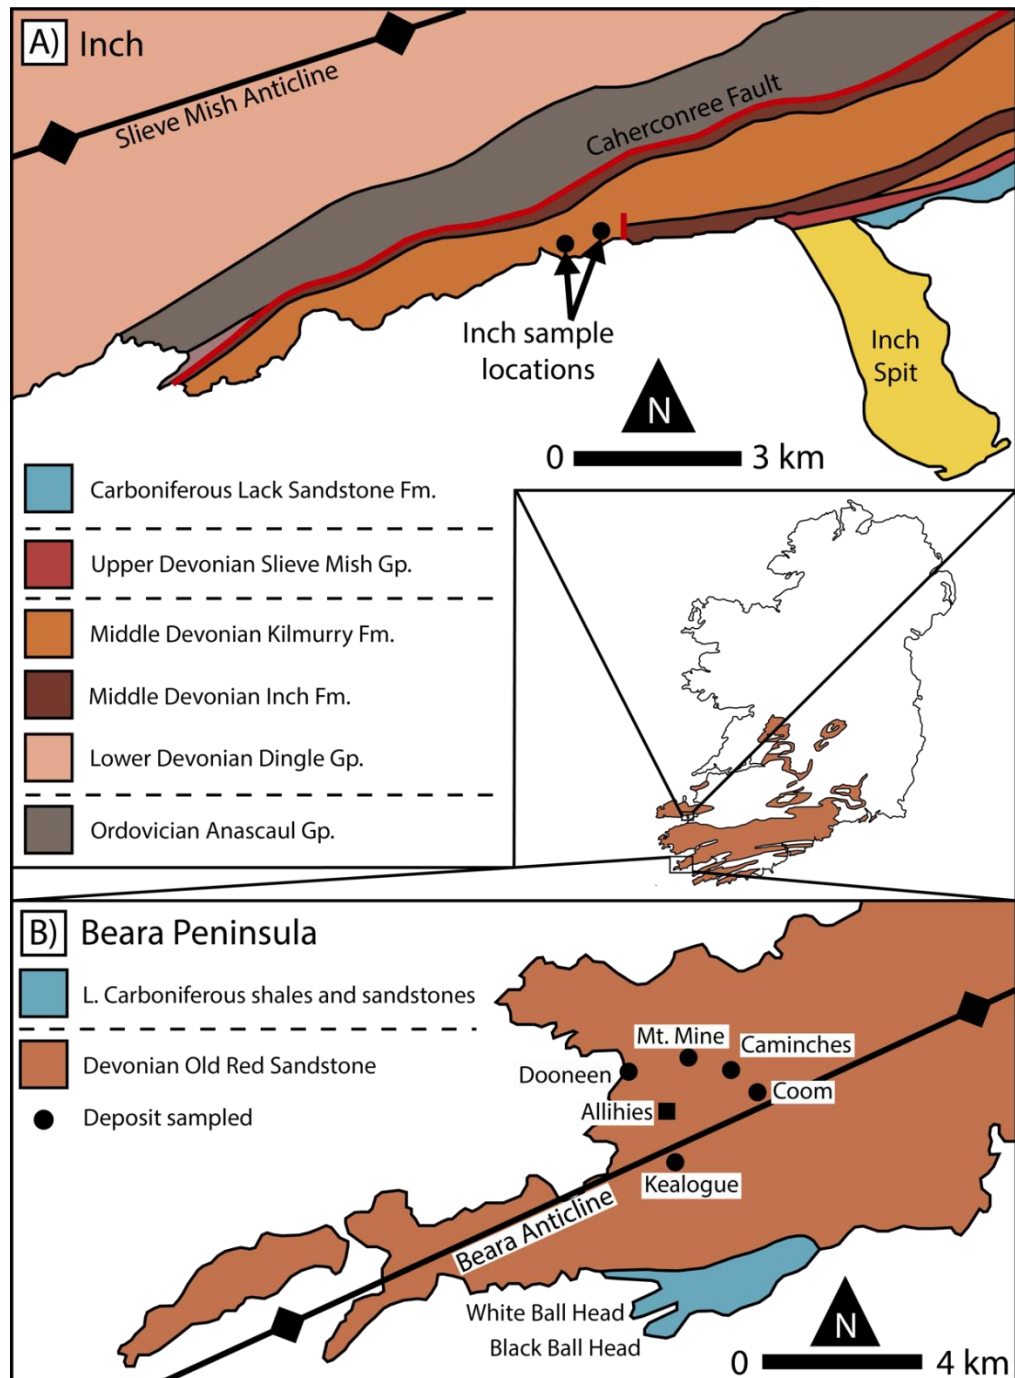 A) Inch
Slieve Mish Anticline
Caherconree Fault
Inch sample
locations
Inch
Spit
N
0 3 km
Carboniferous Lack Sandstone Fm.
Upper Devonian Slieve Mish Gp.
Middle Devonian Kilmurry Fm.
Middle Devonian Inch Fm.
Lower Devonian Dingle Gp.
Ordovician Anascaul Gp.
B) Beara Peninsula
L. Carboniferous shales and sandstones
Devonian Old Red Sandstone
Deposit sampled
Mt. Mine
Caminches
Dooneen
Coom
Allihies
Kealogue
Beara Anticline
White Ball Head
Black Ball Head
N
0 4 km